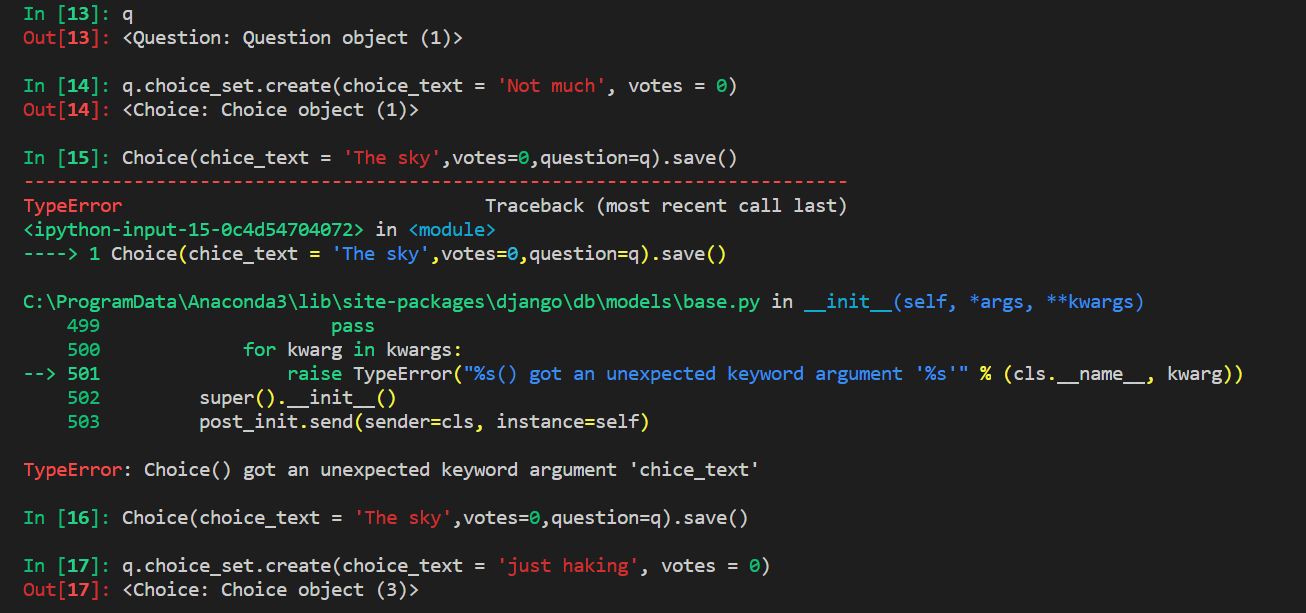 In [13]: q
Out[13]: <Question: Question object (1)>
In [14]: q.choice_set.create(choice_text = 'Not much', votes = 0)
Out[14]: <Choice: Choice object (1)>
In [15]: Choice(chice_text = 'The sky',votes=0,question=q).save()
---------------------------------------------------------------------------
TypeError                                 Traceback (most recent call last)
<ipython-input-15-0c4d54704072> in <module>
----> 1 Choice(chice_text = 'The sky',votes=0,question=q).save()
C:\ProgramData\Anaconda3\lib\site-packages\django\db\models\base.py in __init__(self, *args, **kwargs)
    499                     pass
    500             for kwarg in kwargs:
--> 501                 raise TypeError("%s() got an unexpected keyword argument '%s'" % (cls.__name__, kwarg))
    502         super().__init__()
    503         post_init.send(sender=cls, instance=self)
TypeError: Choice() got an unexpected keyword argument 'chice_text'
In [16]: Choice(choice_text = 'The sky',votes=0,question=q).save()
In [17]: q.choice_set.create(choice_text = 'just haking', votes = 0)
Out[17]: <Choice: Choice object (3)>